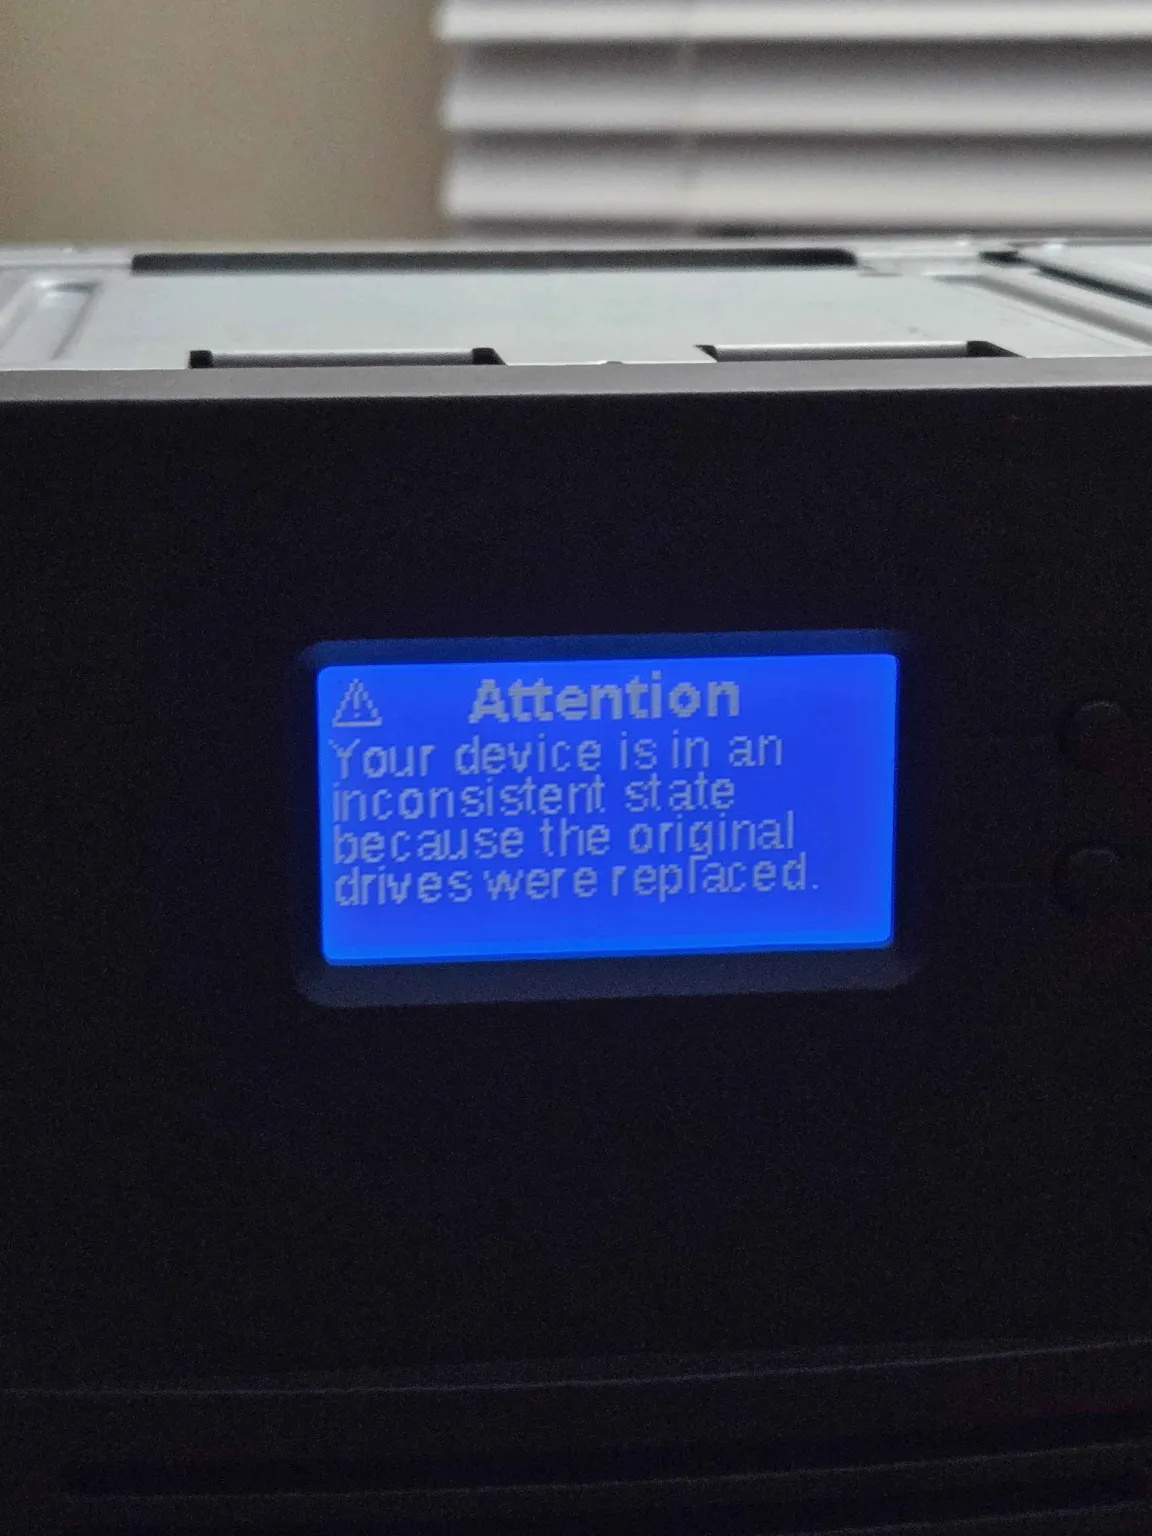 Attention
Your device is in an
inconsistent state
because the original
drives were replaced.